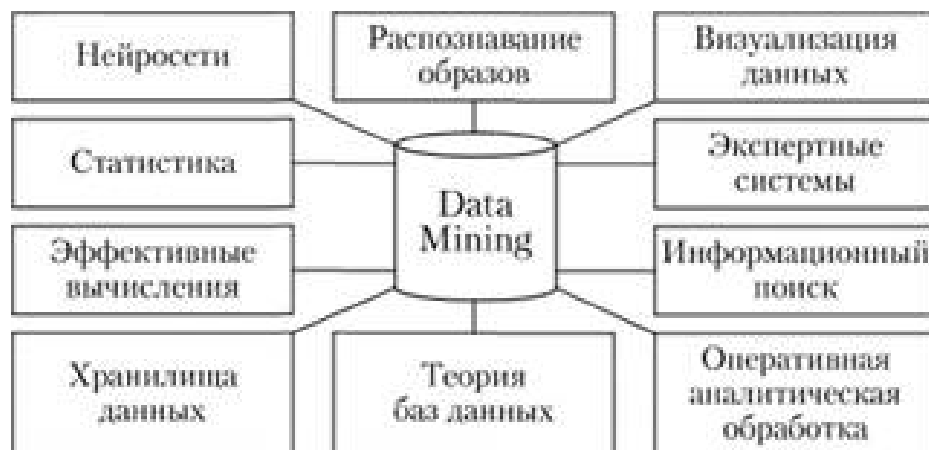 Нейросети
Распознавание
образов
Визуализация
данных
Статистика
Экспертные
системы
Data
Mining
Эффективные
вычисления
Информационный
поиск
Хранилища
данных
Теория
баз данных
Оперативная
аналитическая
обработка